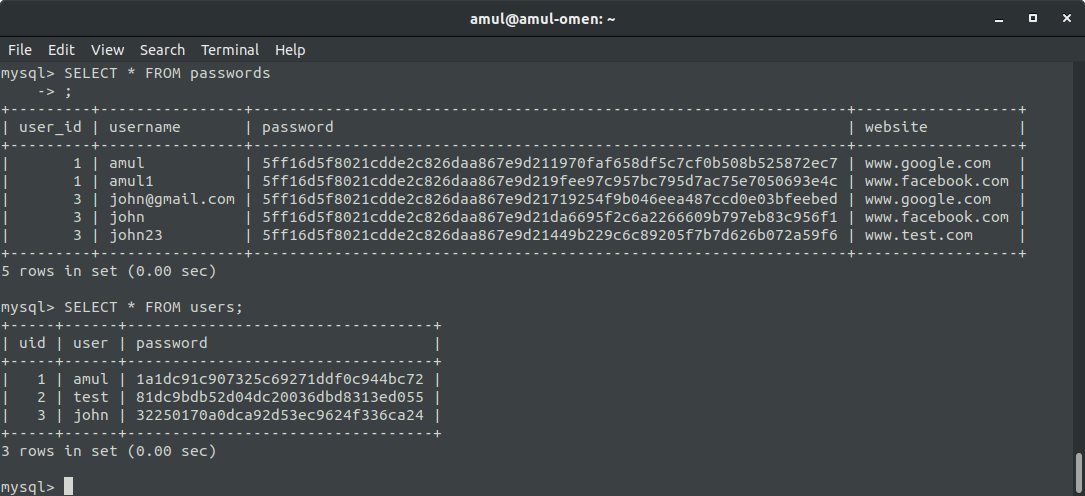 amul@amul-omen: ~
File Edit View Search Terminal Help
mysql> SELECT * FROM passwords
    -> ;
+---------+----------------+------------------------------------------------------------------+------------------+
| user_id | username       | password                                                         | website          |
+---------+----------------+------------------------------------------------------------------+------------------+
|       1 | amul           | 5ff16d5f8021cdde2c826daa867e9d211970faf658df5c7cf0b508b525872ec7 | www.google.com   |
|       1 | amul1          | 5ff16d5f8021cdde2c826daa867e9d219fee97c957bc795d7ac75e7050693e4c | www.facebook.com |
|       3 | john@gmail.com | 5ff16d5f8021cdde2c826daa867e9d21719254f9b046eea487ccd0e03bfeebed | www.google.com   |
|       3 | john           | 5ff16d5f8021cdde2c826daa867e9d21da6695f2c6a2266609b797eb83c956f1 | www.facebook.com |
|       3 | john23         | 5ff16d5f8021cdde2c826daa867e9d21449b229c6c89205f7b7d626b072a59f6 | www.test.com     |
+---------+----------------+------------------------------------------------------------------+------------------+
5 rows in set (0.00 sec)
mysql> SELECT * FROM users;
+-----+------+----------------------------------+
| uid | user | password                         |
+-----+------+----------------------------------+
|   1 | amul | 1a1dc91c907325c69271ddf0c944bc72 |
|   2 | test | 81dc9bdb52d04dc20036dbd8313ed055 |
|   3 | john | 32250170a0dca92d53ec9624f336ca24 |
+-----+------+----------------------------------+
3 rows in set (0.00 sec)
mysql>